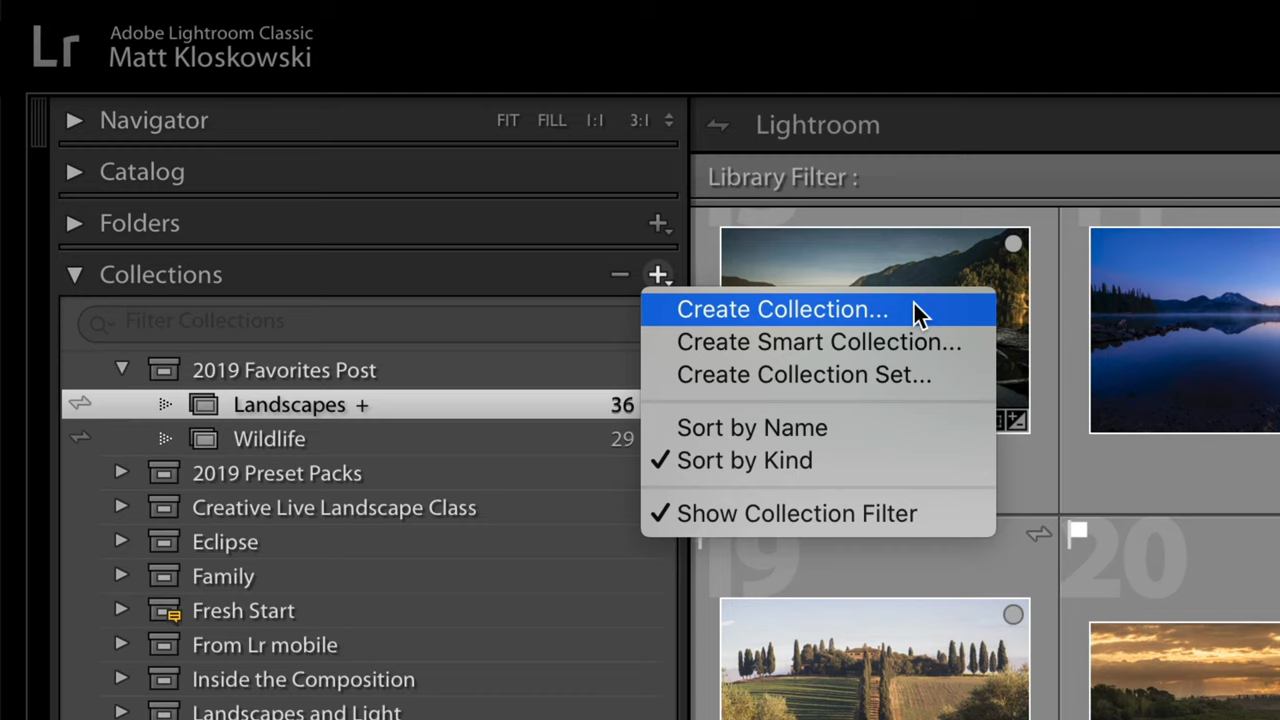 Lr
Adobe Lightroom Classic
Matt Kloskowski
Navigator FIT FILL 1:1 3:1
Catalog
Folders
Collections
Filter Collections
2019 Favorites Post
Landscapes + 36
Wildlife 29
2019 Preset Packs
Creative Live Landscape Class
Eclipse
Family
Fresh Start
From Lr mobile
Inside the Composition
Landscapes and Light
Create Collection...
Create Smart Collection...
Create Collection Set...
Sort by Name
Sort by Kind
Show Collection Filter
Lightroom
Library Filter :
19
20